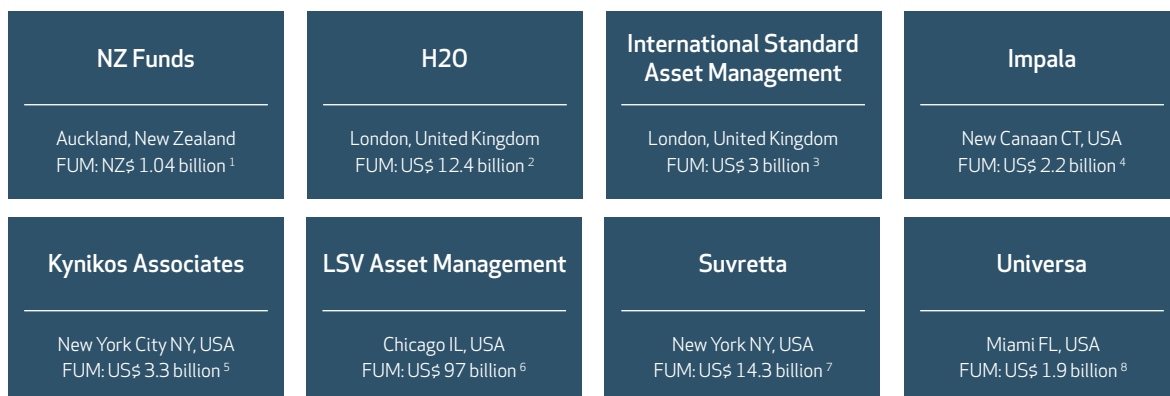 NZ Funds
Auckland, New Zealand
FUM: NZ$ 1.04 billion 1
H2O
London, United Kingdom
FUM: US$ 12.4 billion 2
International Standard
Asset Management
London, United Kingdom
FUM: US$ 3 billion 3
Impala
New Canaan CT, USA
FUM: US$ 2.2 billion 4
Kynikos Associates
New York City NY, USA
FUM: US$ 3.3 billion 5
LSV Asset Management
Chicago IL, USA
FUM: US$ 97 billion 6
Suvretta
New York NY, USA
FUM: US$ 14.3 billion 7
Universa
Miami FL, USA
FUM: US$ 1.9 billion 8